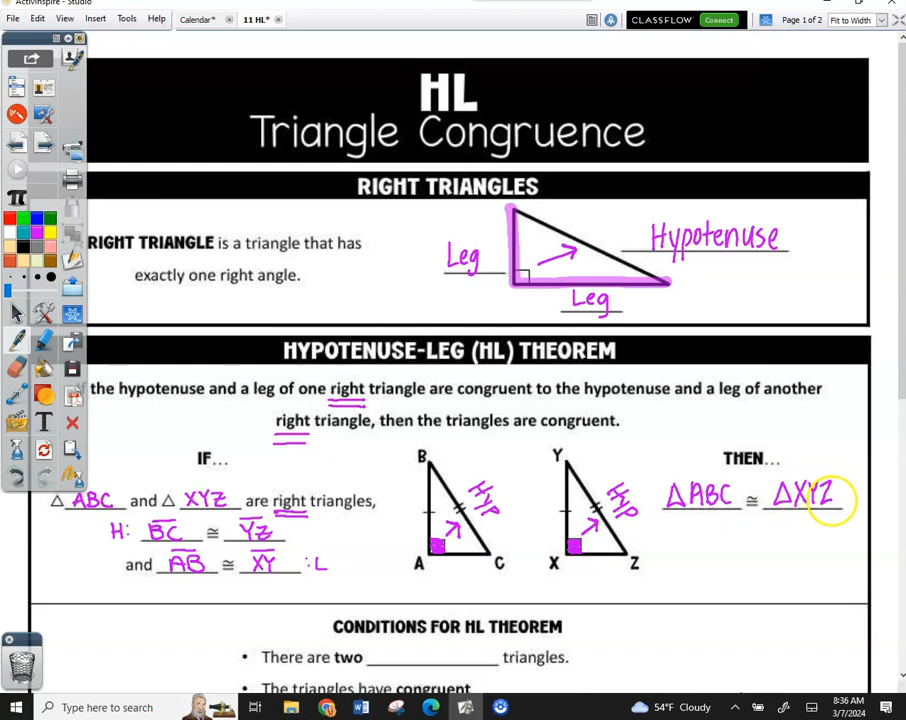 ActivInspire - Studio
File Edit View Insert Tools Help
Calendar* 11 HL* CLASSFLOW Connect Page 1 of 2 Fit to Width
HL
Triangle Congruence
RIGHT TRIANGLES
RIGHT TRIANGLE is a triangle that has
exactly one right angle.
Leg
Hypotenuse
Leg
HYPOTENUSE-LEG (HL) THEOREM
f the hypotenuse and a leg of one right triangle are congruent to the hypotenuse and a leg of another
right triangle, then the triangles are congruent.
IF...
△ ABC and △ XYZ are right triangles,
H: BC ≅ YZ
and AB ≅ XY :L
B
Hyp
A C
Y
Hyp
X Z
THEN...
△ABC ≅ △XYZ
CONDITIONS FOR HL THEOREM
• There are two ____________ triangles.
• The triangles have congruent
Type here to search
54°F Cloudy
8:36 AM
3/7/2024